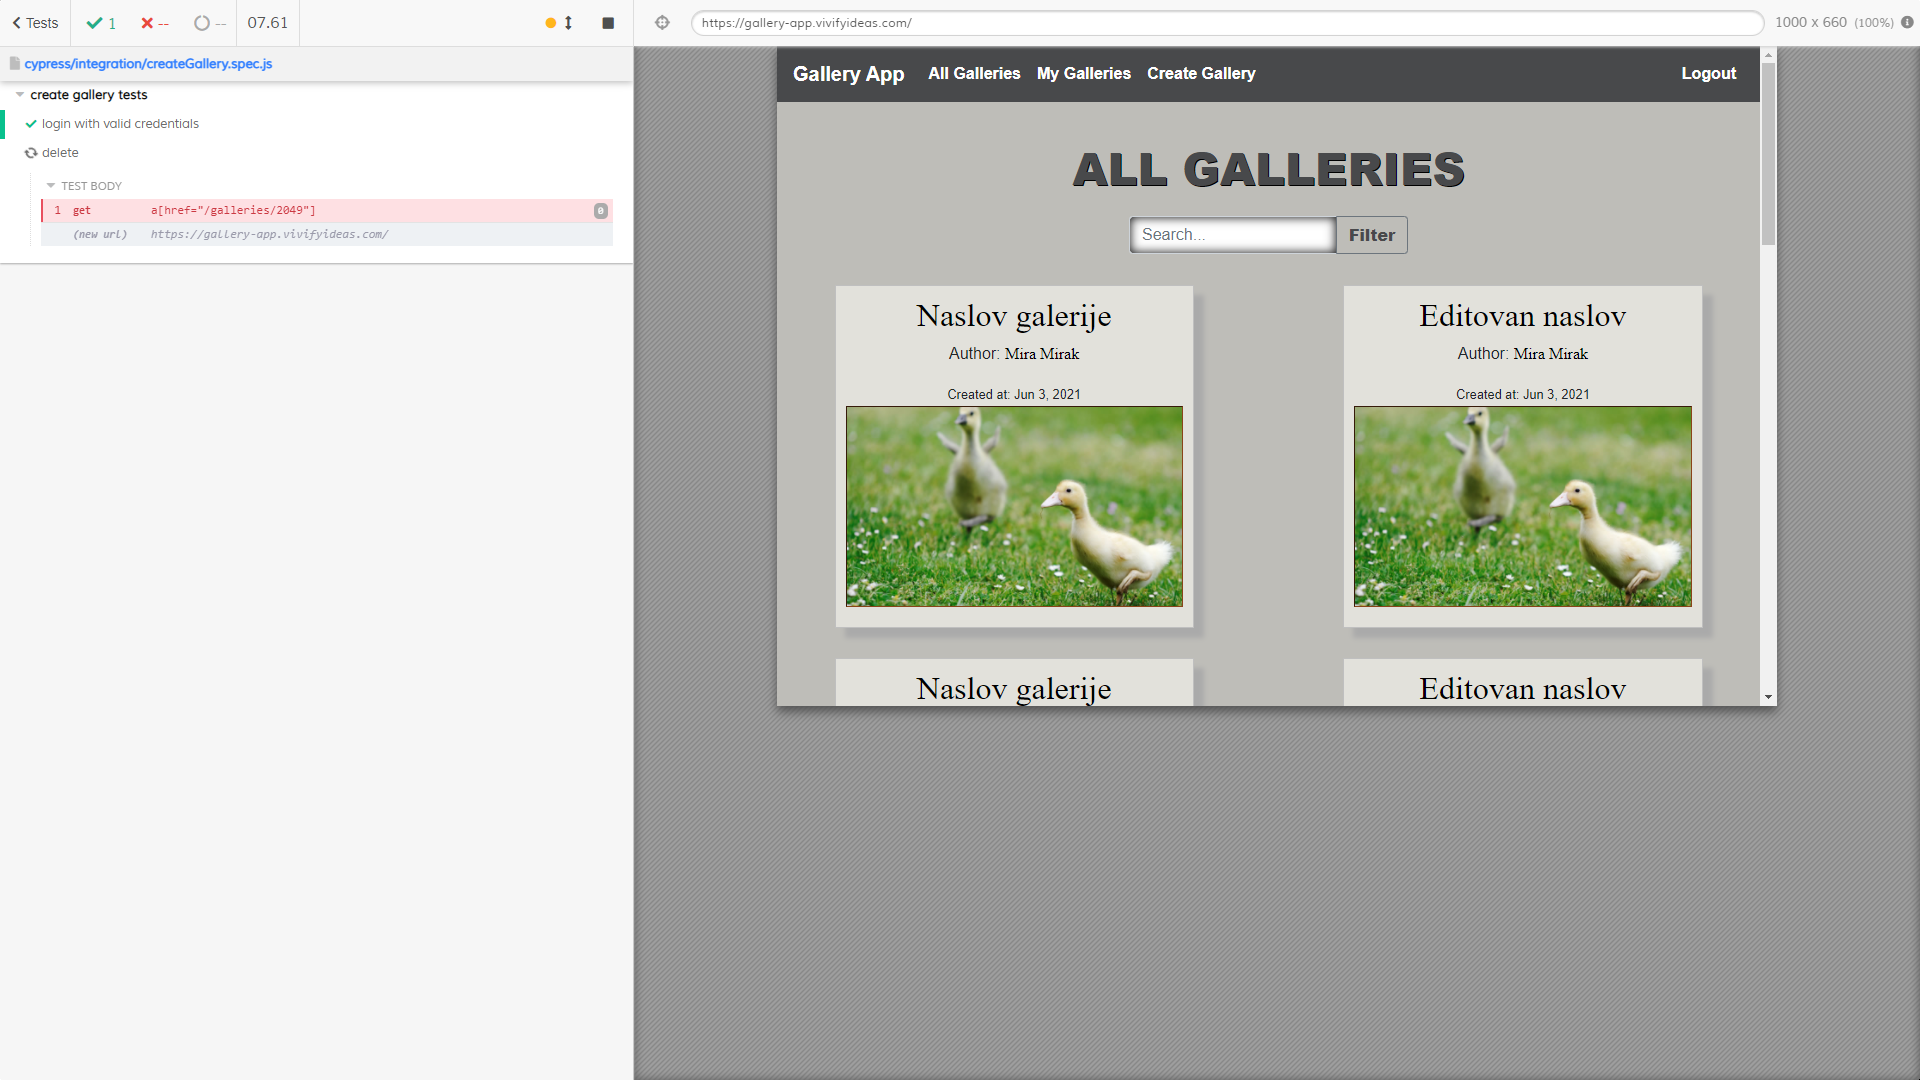 Tests
1
--
--
07.61
https://gallery-app.vivifyideas.com/
1000 x 660 (100%)
cypress/integration/createGallery.spec.js
create gallery tests
login with valid credentials
delete
TEST BODY
1 get a[href="/galleries/2049"] 0
(new url) https://gallery-app.vivifyideas.com/
Gallery App All Galleries My Galleries Create Gallery Logout
ALL GALLERIES
Search... Filter
Naslov galerije
Author: Mira Mirak
Created at: Jun 3, 2021
Editovan naslov
Author: Mira Mirak
Created at: Jun 3, 2021
Naslov galerije
Editovan naslov